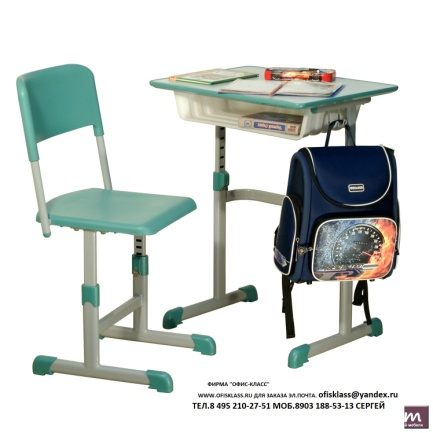 ФИРМА "ОФИС-КЛАСС"
WWW.OFISKLASS.RU ДЛЯ ЗАКАЗА ЭЛ.ПОЧТА. ofisklass@yandex.ru
ТЕЛ.8 495 210-27-51 МОБ.8903 188-53-13 СЕРГЕЙ